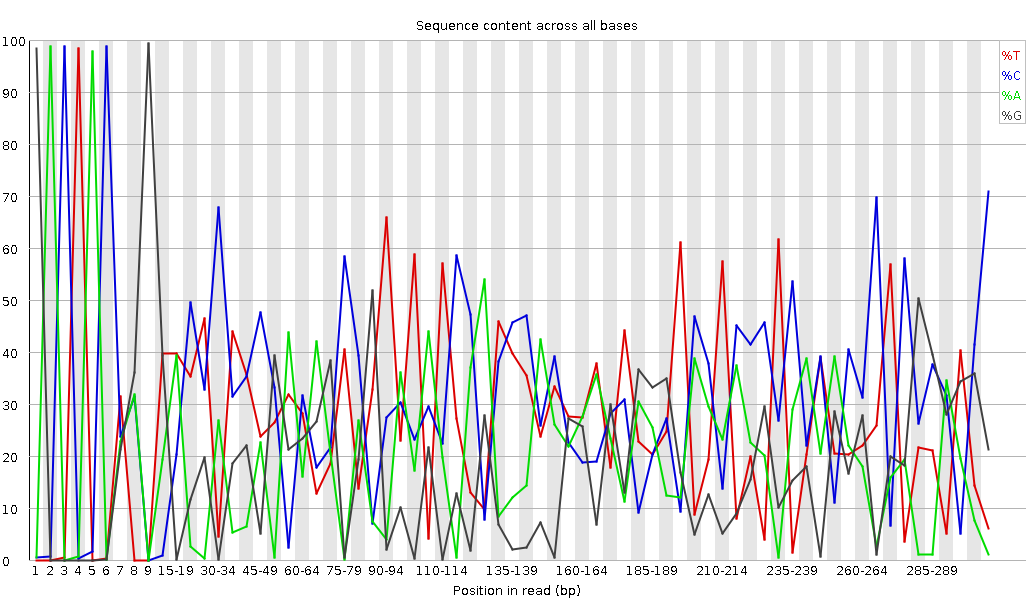 Sequence content across all bases
100
90
80
70
60
50
40
30
20
10
0
%T
%C
%A
%G
1 2 3 4 5 6 7 8 9 15-19 30-34 45-49 60-64 75-79 90-94 110-114 135-139 160-164 185-189 210-214 235-239 260-264 285-289
Position in read (bp)